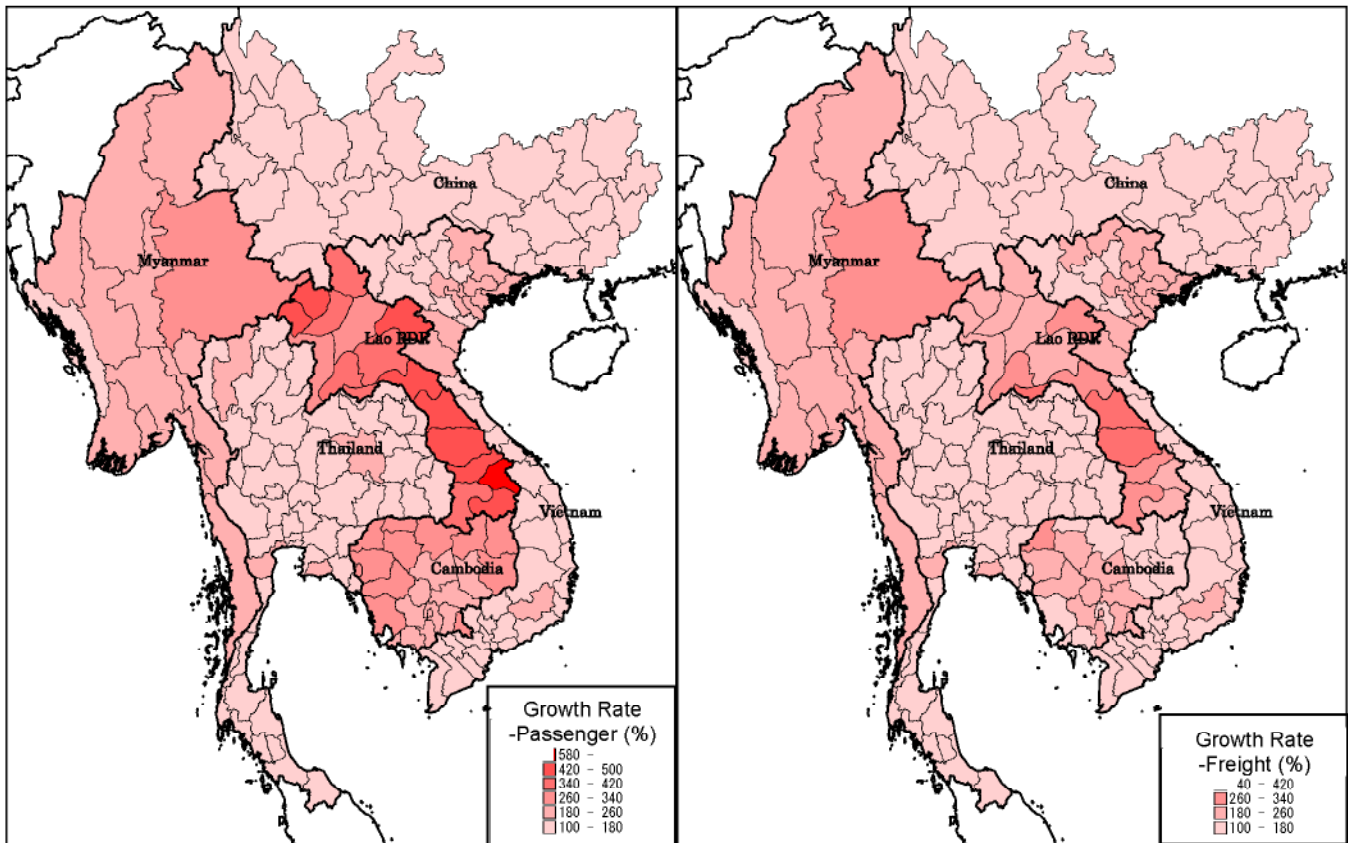 China
Myanmar
Lao PDR
Thailand
Vietnam
Cambodia
Growth Rate
-Passenger (%)
580 -
420 - 500
340 - 420
260 - 340
180 - 260
100 - 180
China
Myanmar
Lao PDR
Thailand
Vietnam
Cambodia
Growth Rate
-Freight (%)
40 - 420
260 - 340
180 - 260
100 - 180